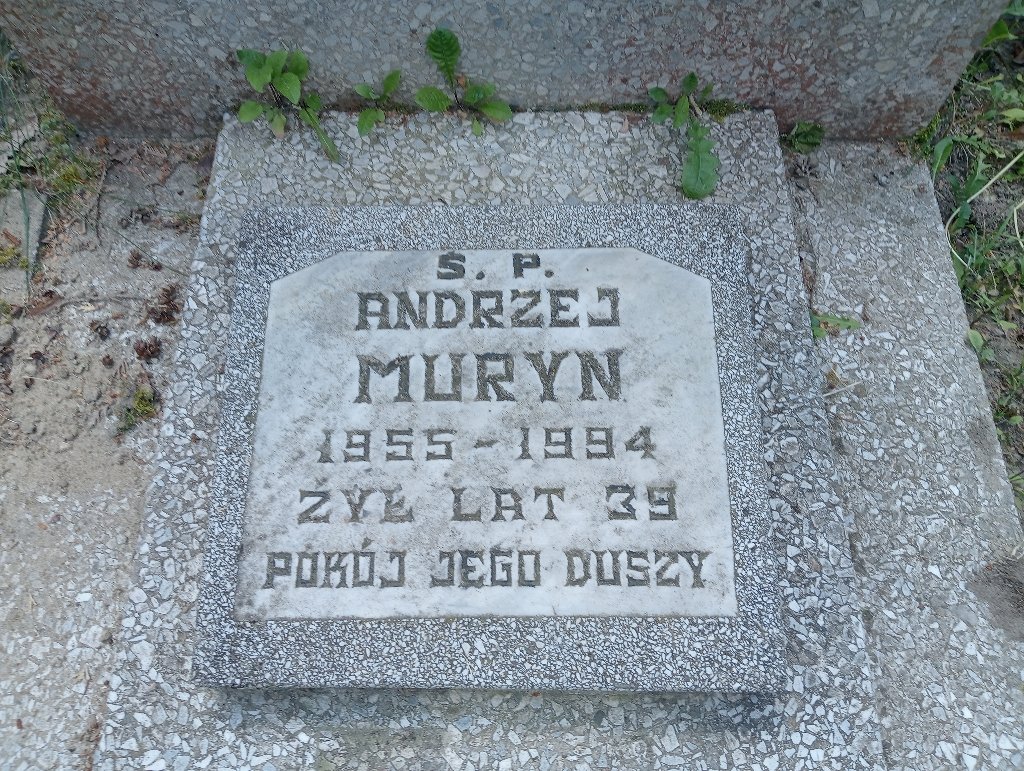 Ś. P.
ANDRZEJ
MURYN
1955 - 1994
ŻYŁ LAT 39
POKÓJ JEGO DUSZY